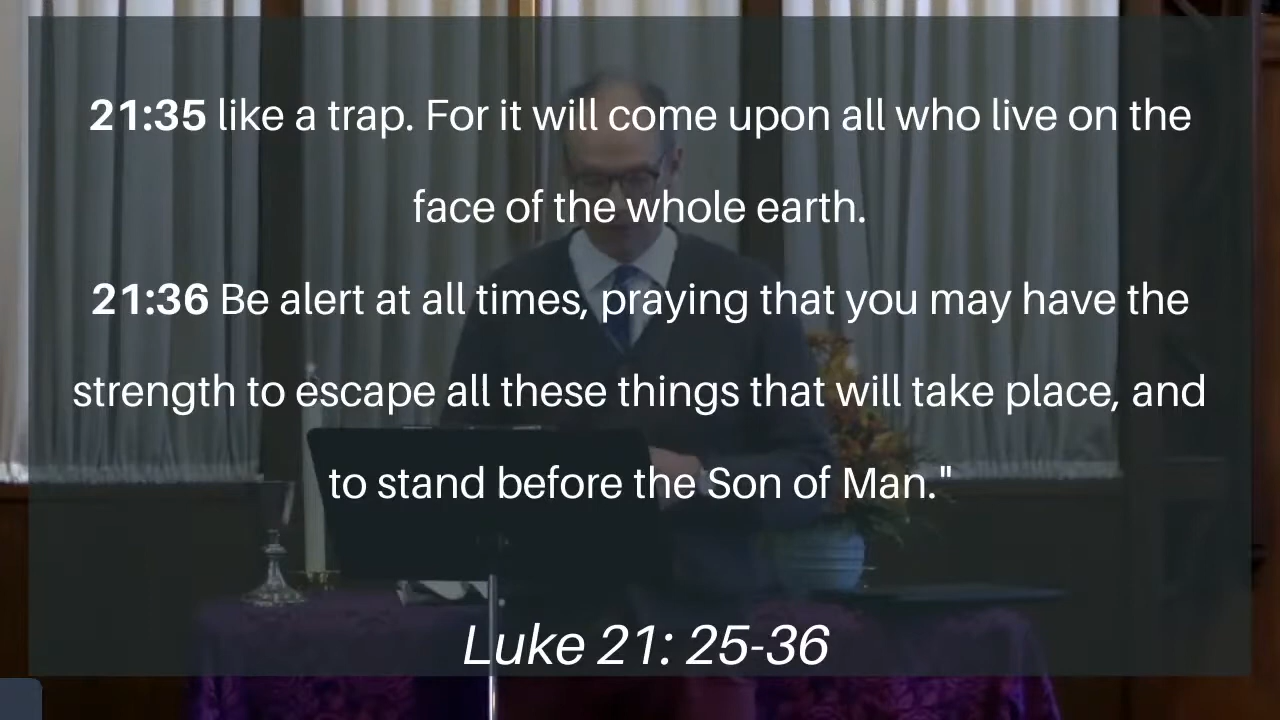 21:35 like a trap. For it will come upon all who live on the
face of the whole earth.
21:36 Be alert at all times, praying that you may have the
strength to escape all these things that will take place, and
to stand before the Son of Man."
Luke 21: 25-36